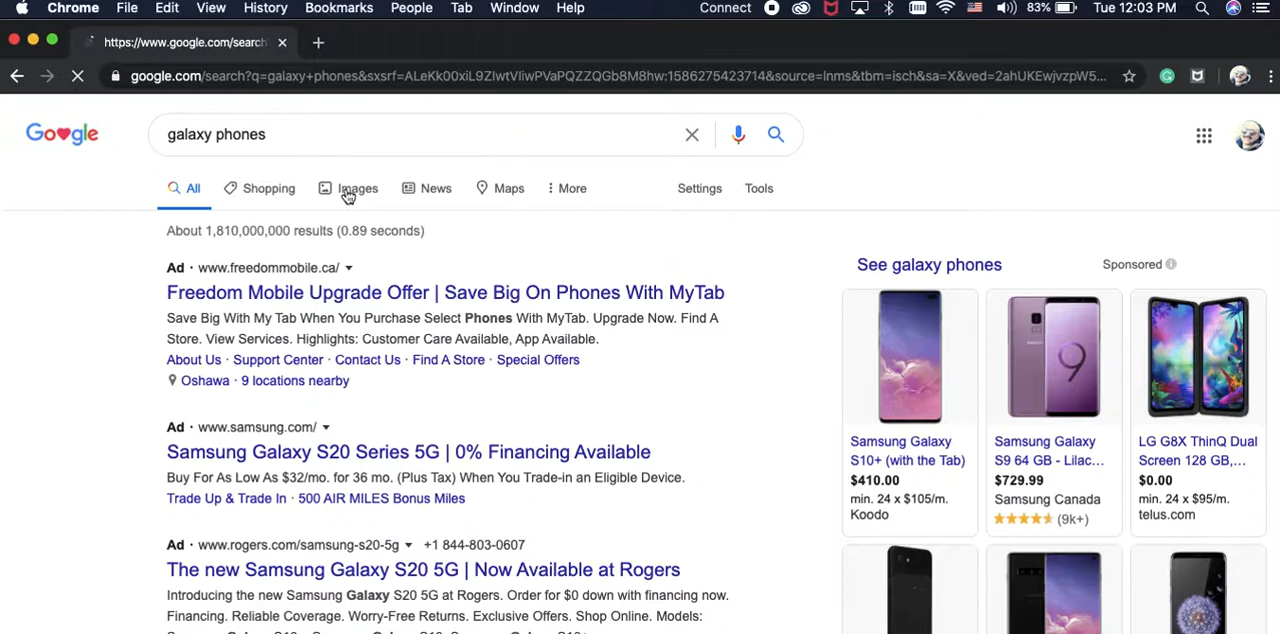 Chrome File Edit View History Bookmarks People Tab Window Help Connect 83% Tue 12:03 PM
https://www.google.com/search
google.com/search?q=galaxy+phones&sxsrf=ALeKk00xiL9ZIwtVIiwPVaPQZZQGb8M8hw:1586275423714&source=lnms&tbm=isch&sa=X&ved=2ahUKEwjvzpW5...
Google galaxy phones
All Shopping Images News Maps More Settings Tools
About 1,810,000,000 results (0.89 seconds)
Ad · www.freedommobile.ca/
Freedom Mobile Upgrade Offer | Save Big On Phones With MyTab
Save Big With My Tab When You Purchase Select Phones With MyTab. Upgrade Now. Find A
Store. View Services. Highlights: Customer Care Available, App Available.
About Us · Support Center · Contact Us · Find A Store · Special Offers
Oshawa · 9 locations nearby
Ad · www.samsung.com/
Samsung Galaxy S20 Series 5G | 0% Financing Available
Buy For As Low As $32/mo. for 36 mo. (Plus Tax) When You Trade-in an Eligible Device.
Trade Up & Trade In · 500 AIR MILES Bonus Miles
Ad · www.rogers.com/samsung-s20-5g +1 844-803-0607
The new Samsung Galaxy S20 5G | Now Available at Rogers
Introducing the new Samsung Galaxy S20 5G at Rogers. Order for $0 down with financing now.
Financing. Reliable Coverage. Worry-Free Returns. Exclusive Offers. Shop Online. Models:
See galaxy phones Sponsored
Samsung Galaxy
S10+ (with the Tab)
$410.00
min. 24 x $105/m.
Koodo
Samsung Galaxy
S9 64 GB - Lilac...
$729.99
Samsung Canada
(9k+)
LG G8X ThinQ Dual
Screen 128 GB,...
$0.00
min. 24 x $95/m.
telus.com